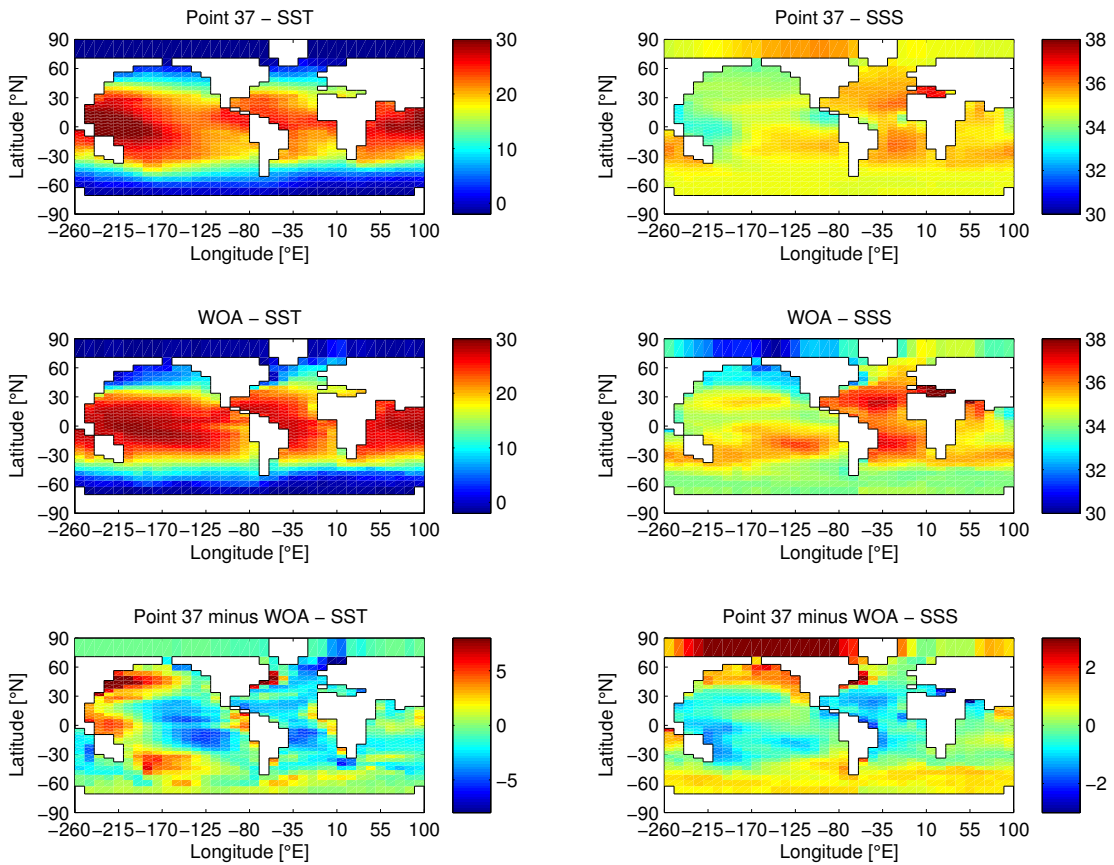 Point 37 − SST
90
60
30
0
−30
−60
−90
Latitude [°N]
−260 −215 −170 −125 −80 −35 10 55 100
Longitude [°E]
30
20
10
0
Point 37 − SSS
90
60
30
0
−30
−60
−90
Latitude [°N]
−260 −215 −170 −125 −80 −35 10 55 100
Longitude [°E]
38
36
34
32
30
WOA − SST
90
60
30
0
−30
−60
−90
Latitude [°N]
−260 −215 −170 −125 −80 −35 10 55 100
Longitude [°E]
30
20
10
0
WOA − SSS
90
60
30
0
−30
−60
−90
Latitude [°N]
−260 −215 −170 −125 −80 −35 10 55 100
Longitude [°E]
38
36
34
32
30
Point 37 minus WOA − SST
90
60
30
0
−30
−60
−90
Latitude [°N]
−260 −215 −170 −125 −80 −35 10 55 100
Longitude [°E]
5
0
−5
Point 37 minus WOA − SSS
90
60
30
0
−30
−60
−90
Latitude [°N]
−260 −215 −170 −125 −80 −35 10 55 100
Longitude [°E]
2
0
−2